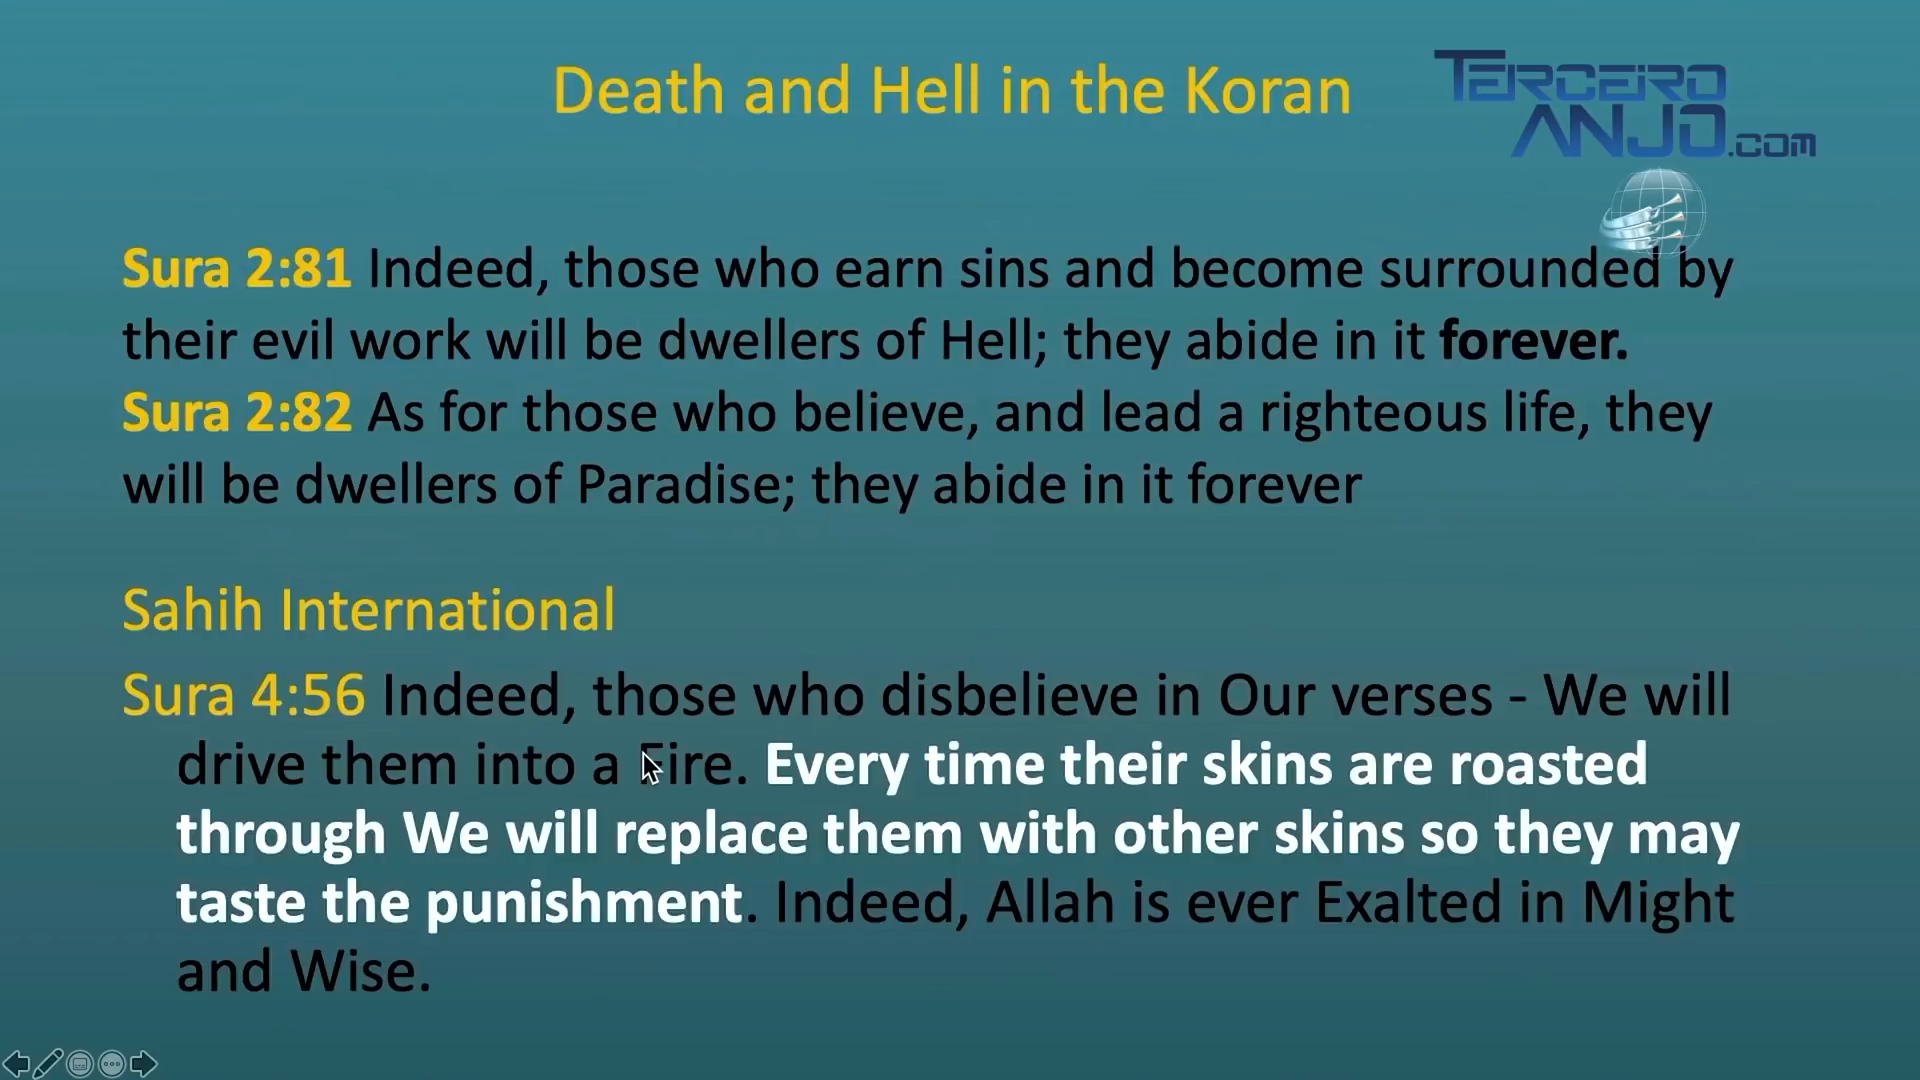 Death and Hell in the Koran
TERCEIRO
ANJO.COM
Sura 2:81 Indeed, those who earn sins and become surrounded by
their evil work will be dwellers of Hell; they abide in it forever.
Sura 2:82 As for those who believe, and lead a righteous life, they
will be dwellers of Paradise; they abide in it forever
Sahih International
Sura 4:56 Indeed, those who disbelieve in Our verses - We will
drive them into a Fire. Every time their skins are roasted
through We will replace them with other skins so they may
taste the punishment. Indeed, Allah is ever Exalted in Might
and Wise.